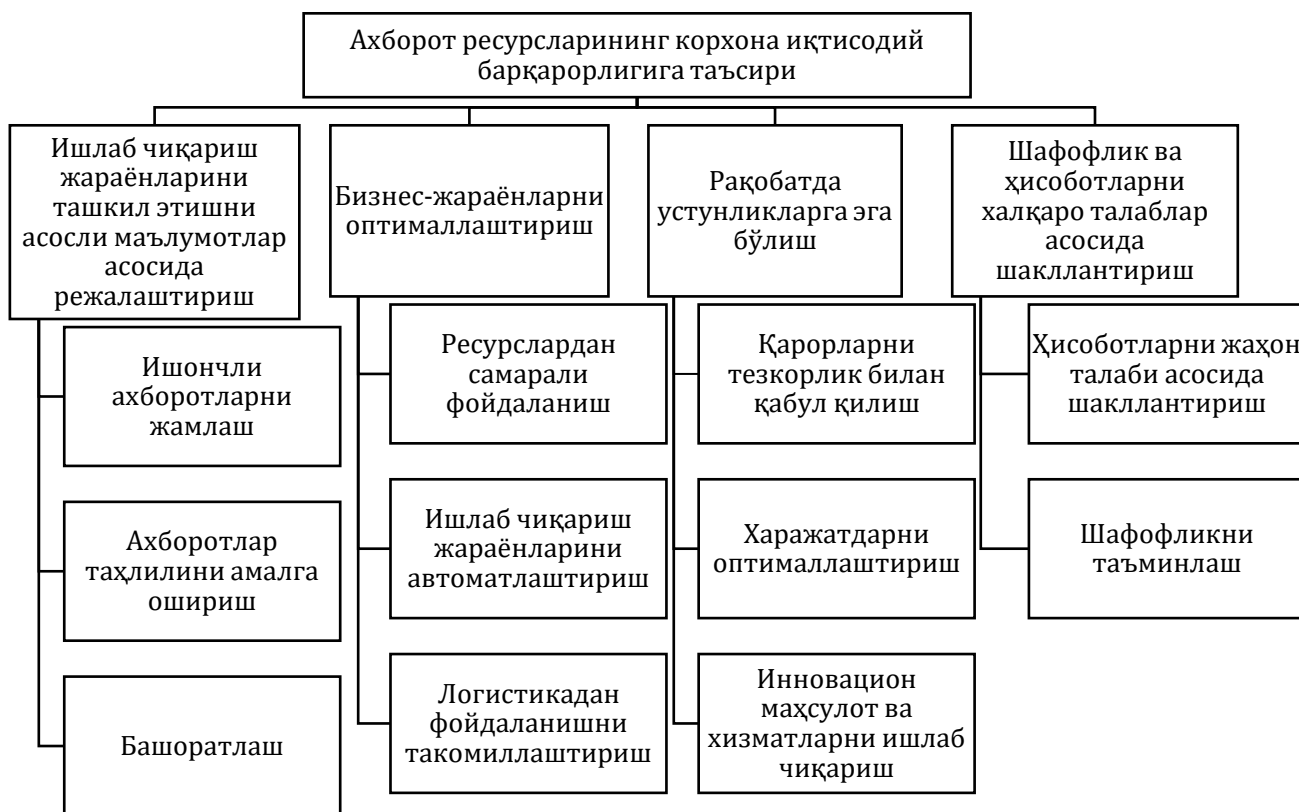 Ахборот ресурсларининг корхона иқтисодий
барқарорлигига таъсири
Ишлаб чиқариш
жараёнларини
ташкил этишни
асосли маълумотлар
асосида
режалаштириш
Ишончли
ахборотларни
жамлаш
Ахборотлар
таҳлилини амалга
ошириш
Башоратлаш
Бизнес-жараёнларни
оптималлаштириш
Ресурслардан
самарали
фойдаланиш
Ишлаб чиқариш
жараёнларини
автоматлаштириш
Логистикадан
фойдаланишни
такомиллаштириш
Рақобатда
устунликларга эга
бўлиш
Қарорларни
тезкорлик билан
қабул қилиш
Харажатдарни
оптималлаштириш
Инновацион
маҳсулот ва
хизматларни ишлаб
чиқариш
Шафофлик ва
ҳисоботларни
халқаро талаблар
асосида
шакллантириш
Ҳисоботларни жаҳон
талаби асосида
шакллантириш
Шафофликни
таъминлаш